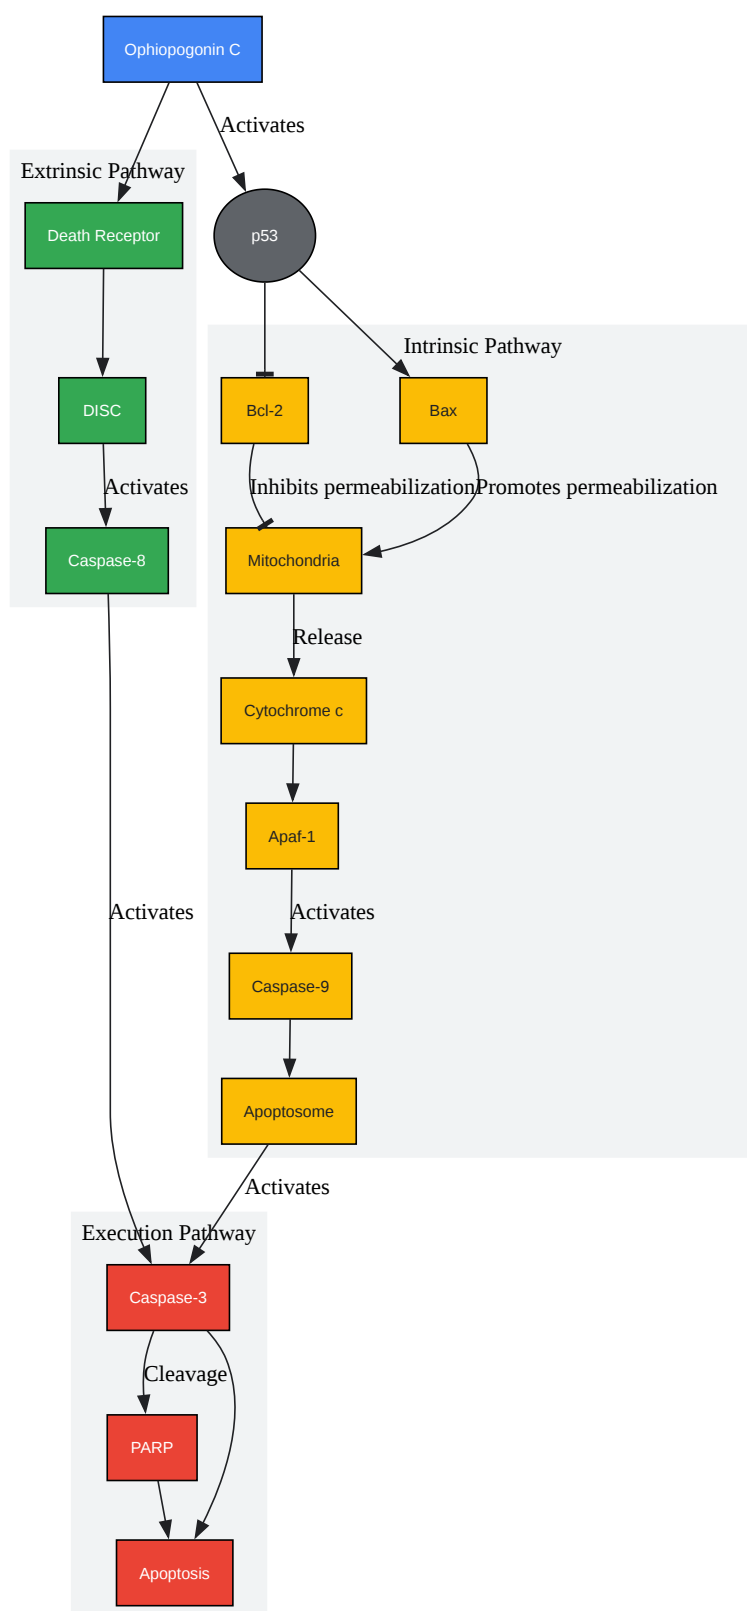 Ophiopogonin C
Activates
Extrinsic Pathway
Death Receptor
p53
Intrinsic Pathway
DISC
Bcl-2
Bax
Activates
Inhibits permeabilization
Promotes permeabilization
Caspase-8
Mitochondria
Release
Cytochrome c
Apaf-1
Activates
Activates
Caspase-9
Apoptosome
Activates
Execution Pathway
Caspase-3
Cleavage
PARP
Apoptosis